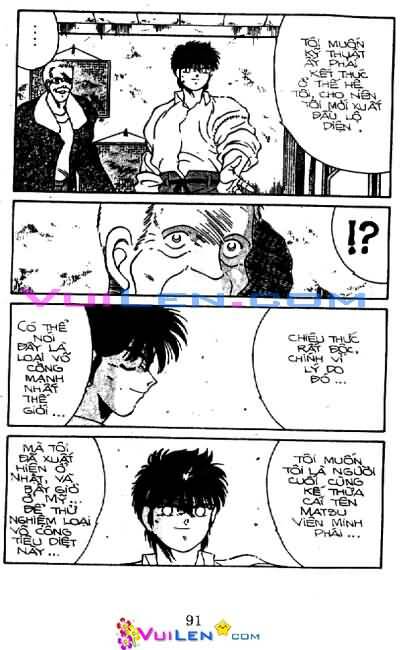 ....
TÔI MUỐN
KỸ THUẬT
ẤY PHẢI
KẾT THÚC
Ở THẾ HỆ
TÔI, CHO NÊN
TÔI MỚI XUẤT
ĐẦU LỘ
DIỆN.
!?
VUILEN.COM
CÓ THỂ
NÓI
ĐÂY LÀ
LOẠI VÕ
CÔNG
MẠNH
NHẤT
THẾ
GIỚI...
CHIÊU THỨC
RẤT ĐỘC,
CHÍNH VÌ
LÝ DO
ĐÓ...
MÀ TÔI
ĐÃ XUẤT
HIỆN Ở
NHẬT, VÀ
BÂY GIỜ
Ở MỸ...
ĐỂ THỬ
NGHIỆM LOẠI
VÕ CÔNG
TIÊU DIỆT
NÀY...
TÔI MUỐN
TÔI LÀ NGƯỜI
CUỐI CÙNG
KẾ THỪA
CÁI TÊN
MATSU
VIÊN MINH
PHÁI...
91
VUILEN.COM